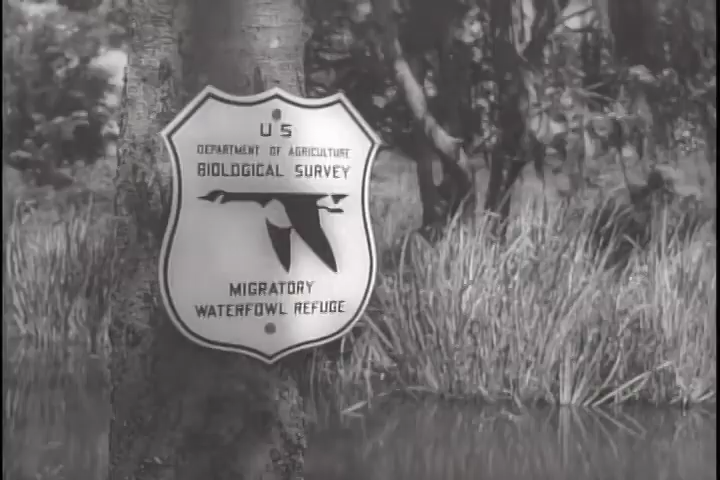 U S
DEPARTMENT OF AGRICULTURE
BIOLOGICAL SURVEY
MIGRATORY
WATERFOWL REFUGE